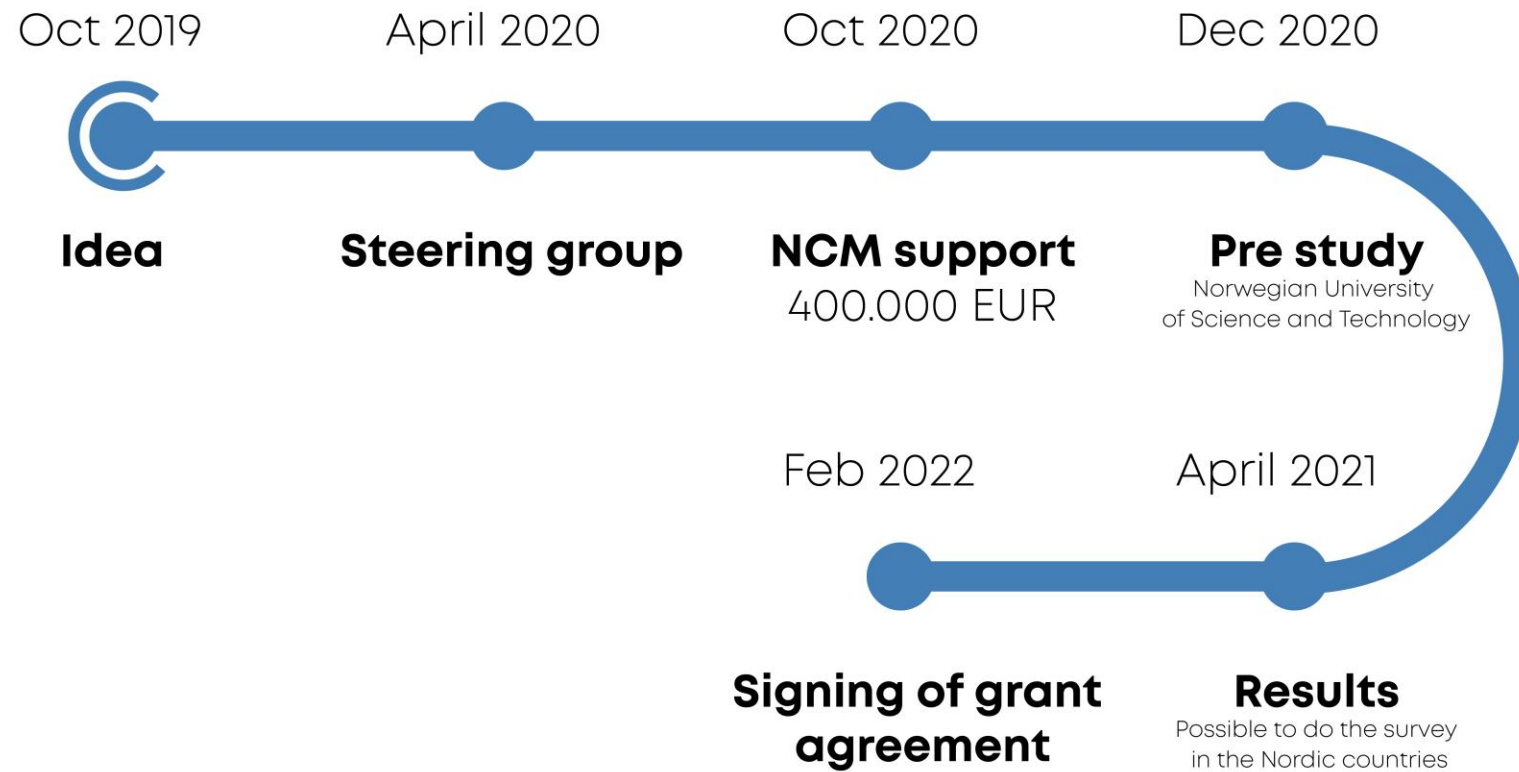 Oct 2019
April 2020
Oct 2020
Dec 2020
Idea
Steering group
NCM support
400.000 EUR
Pre study
Norwegian University
of Science and Technology
April 2021
Results
Possible to do the survey
in the Nordic countries
Feb 2022
Signing of grant
agreement